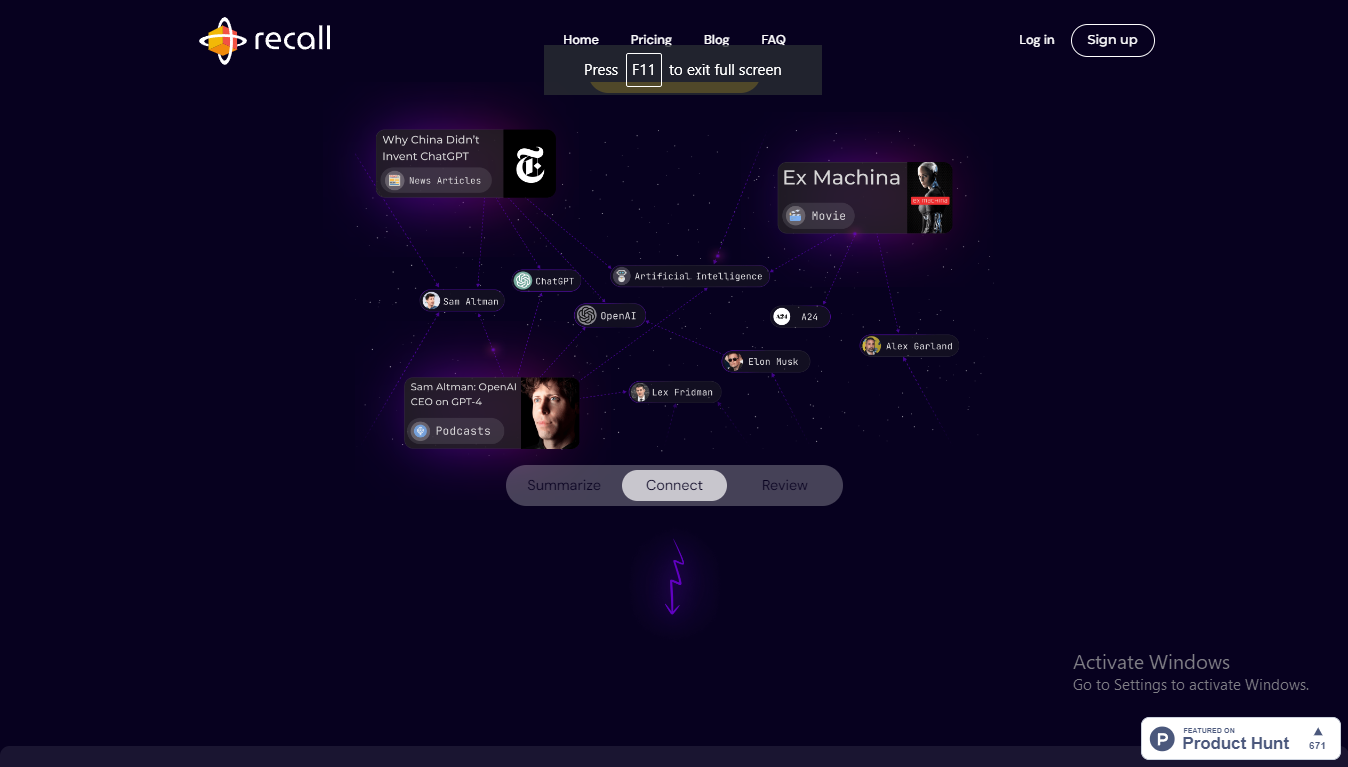 recall
Home
Pricing
Blog
FAQ
Log in
Sign up
Press F11 to exit full screen
Why China Didn't
Invent ChatGPT
News Articles
Ex Machina
ex machina
Movie
Artificial Intelligence
ChatGPT
Sam Altman
OpenAI
A24
A24
Alex Garland
Elon Musk
Lex Fridman
Sam Altman: OpenAI
CEO on GPT-4
Podcasts
Summarize
Connect
Review
Activate Windows
Go to Settings to activate Windows.
P
FEATURED ON
Product Hunt
671